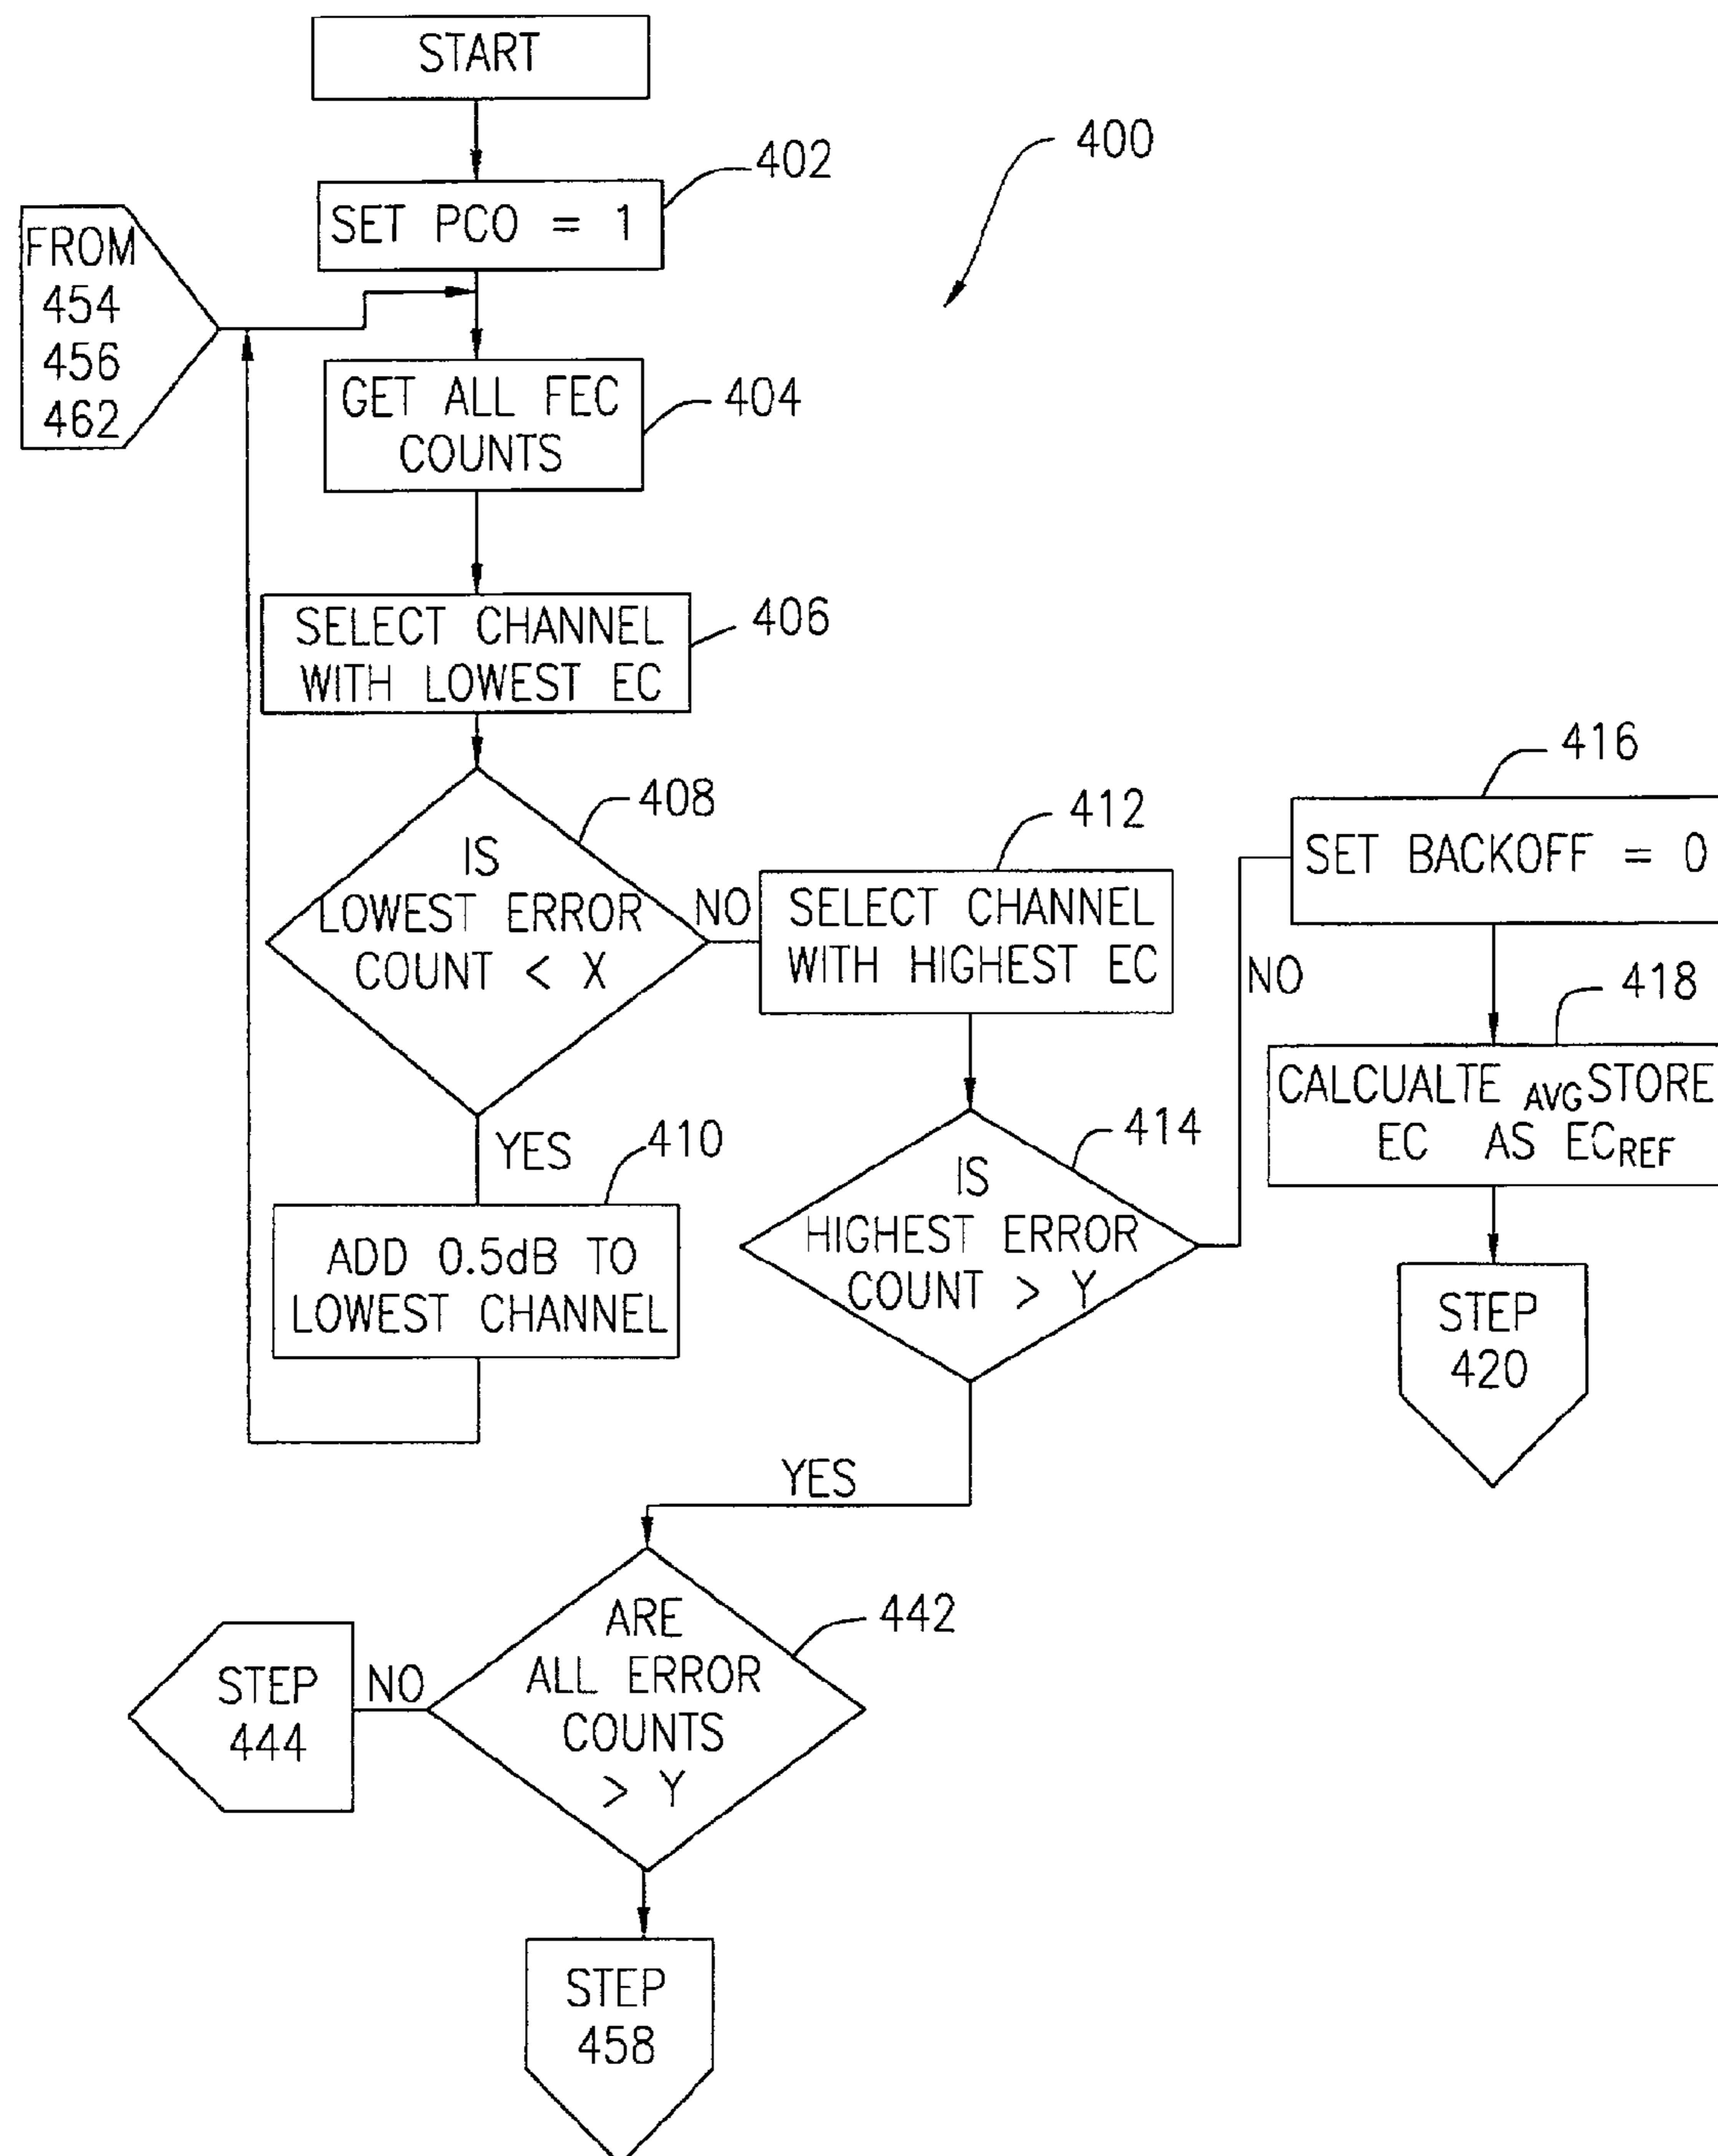 START
400
402
SET PCO = 1
FROM
454
456
462
GET ALL FEC
COUNTS
404
SELECT CHANNEL
WITH LOWEST EC
406
IS
LOWEST ERROR
COUNT < X
408
NO
YES
ADD 0.5dB TO
LOWEST CHANNEL
410
SELECT CHANNEL
WITH HIGHEST EC
412
IS
HIGHEST ERROR
COUNT > Y
414
NO
YES
SET BACKOFF = 0
416
CALCUALTE AVG STORE
EC AS ECREF
418
STEP
420
ARE
ALL ERROR
COUNTS
> Y
442
NO
STEP
444
STEP
458